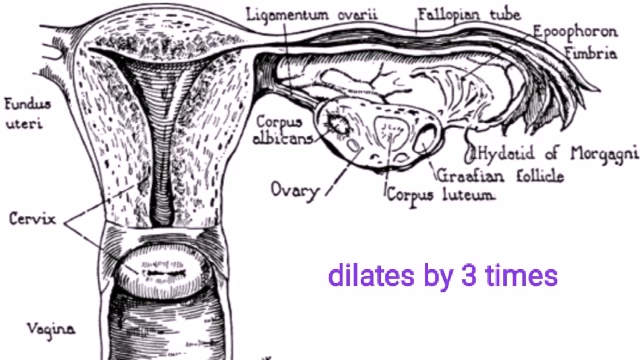 Ligamentum ovarii
Fallopian tube
Epoophoron
Fimbria
Fundus
uteri
Corpus
albicans
Hydatid of Morgagni
Graafian follicle
Ovary
Corpus luteum
Cervix
dilates by 3 times
Vagina